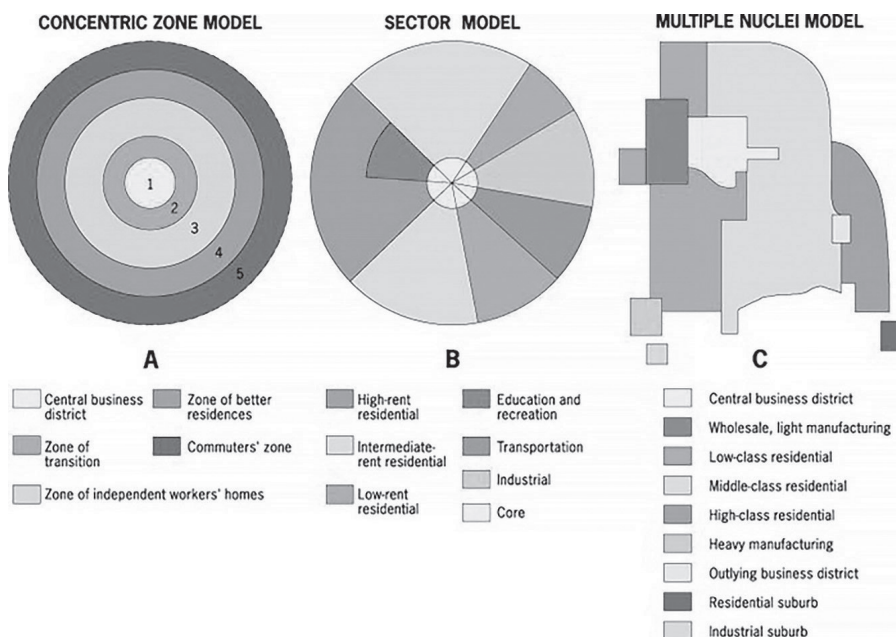 CONCENTRIC ZONE MODEL
SECTOR MODEL
MULTIPLE NUCLEI MODEL
1
2
3
4
5
A
B
C
Central business
district
Zone of
transition
Zone of independent workers' homes
Zone of better
residences
Commuters' zone
High-rent
residential
Intermediate-
rent residential
Low-rent
residential
Education and
recreation
Transportation
Industrial
Core
Central business district
Wholesale, light manufacturing
Low-class residential
Middle-class residential
High-class residential
Heavy manufacturing
Outlying business district
Residential suburb
Industrial suburb